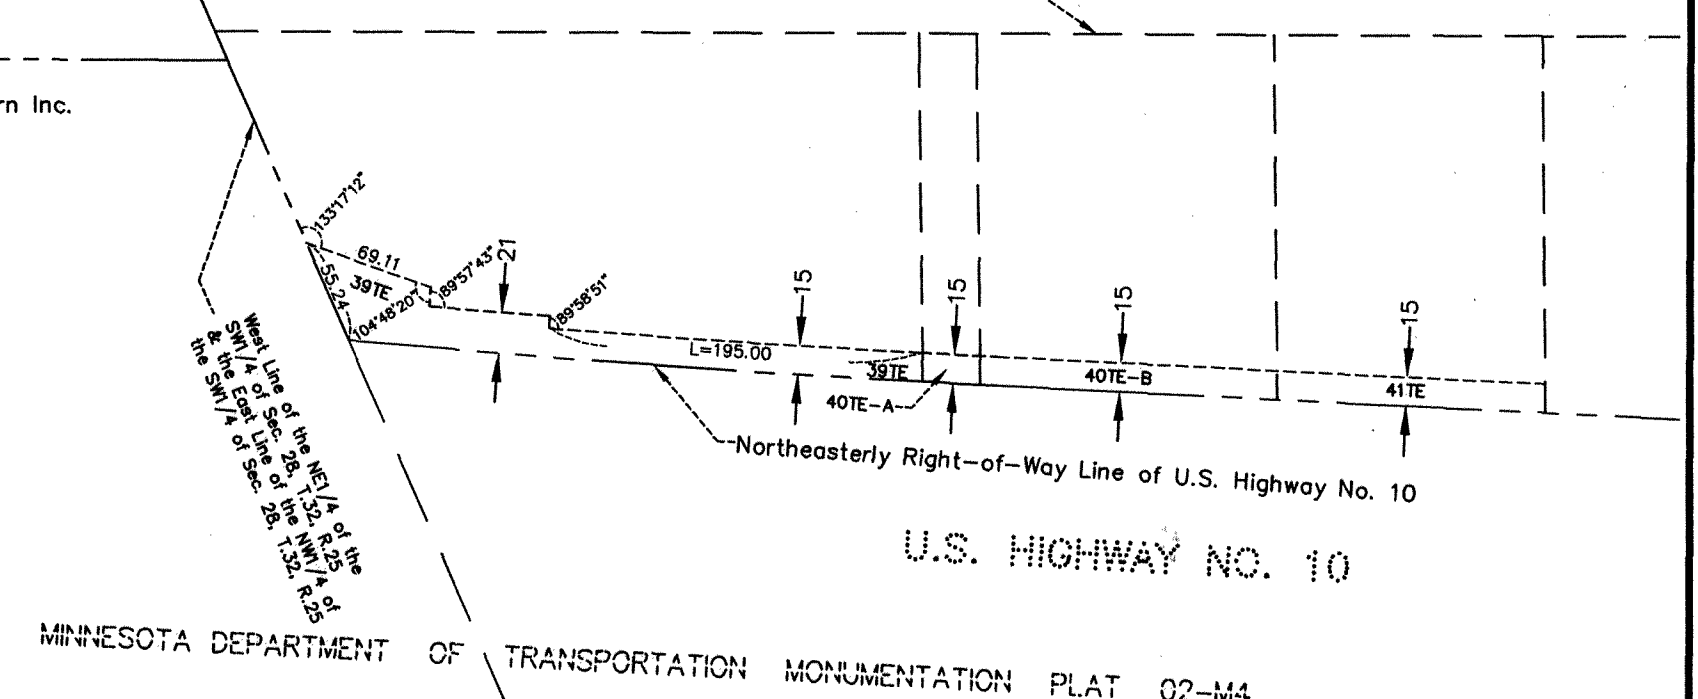 rn Inc.
133°17'12"
69.11
39TE
55.24
104°48'20"
89°57'43"
21
89°58'51"
L=195.00
15
39TE
40TE-A
15
15
40TE-B
15
41TE
West Line of the NE1/4 of the
SW1/4 of Sec. 28, T.32, R.25
& the East Line of the NW1/4 of
the SW1/4 of Sec. 28, T.32, R.25
Northeasterly Right-of-Way Line of U.S. Highway No. 10
U.S. HIGHWAY NO. 10
MINNESOTA DEPARTMENT OF TRANSPORTATION MONUMENTATION PLAT 02-M4